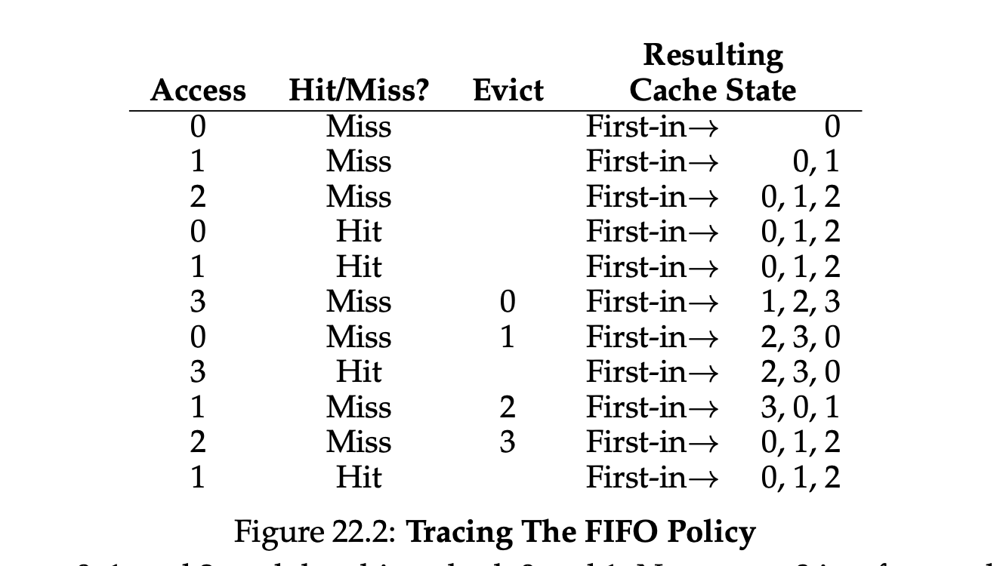 Resulting
Access Hit/Miss? Evict Cache State
0 Miss First-in→ 0
1 Miss First-in→ 0, 1
2 Miss First-in→ 0, 1, 2
0 Hit First-in→ 0, 1, 2
1 Hit First-in→ 0, 1, 2
3 Miss 0 First-in→ 1, 2, 3
0 Miss 1 First-in→ 2, 3, 0
3 Hit First-in→ 2, 3, 0
1 Miss 2 First-in→ 3, 0, 1
2 Miss 3 First-in→ 0, 1, 2
1 Hit First-in→ 0, 1, 2
Figure 22.2: Tracing The FIFO Policy